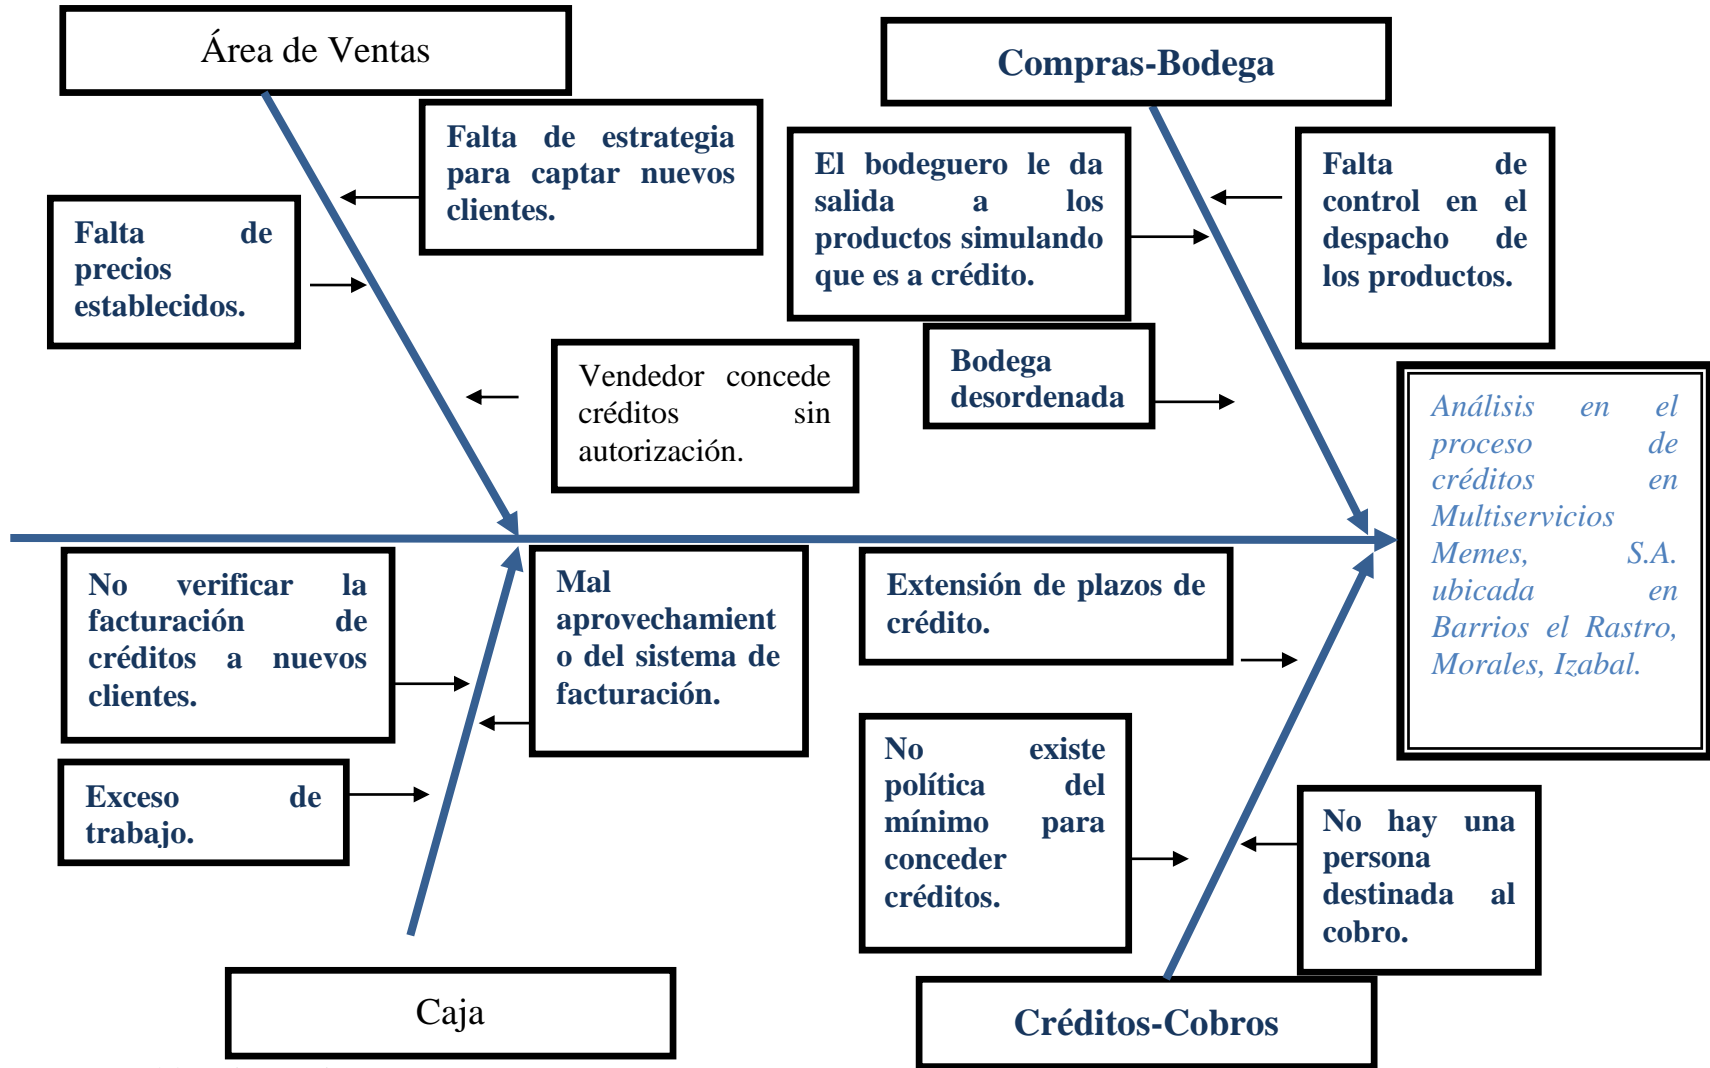 Área de Ventas
Compras-Bodega
Falta de estrategia
para captar nuevos
clientes.
Falta de
precios
establecidos.
Vendedor concede
créditos sin
autorización.
El bodeguero le da
salida a los
productos simulando
que es a crédito.
Falta de
control en el
despacho de
los productos.
Bodega
desordenada
Análisis en el
proceso de
créditos en
Multiservicios
Memes, S.A.
ubicada en
Barrios el Rastro,
Morales, Izabal.
No verificar la
facturación de
créditos a nuevos
clientes.
Mal
aprovechamient
o del sistema de
facturación.
Exceso de
trabajo.
Extensión de plazos de
crédito.
No existe
política del
mínimo para
conceder
créditos.
No hay una
persona
destinada al
cobro.
Caja
Créditos-Cobros